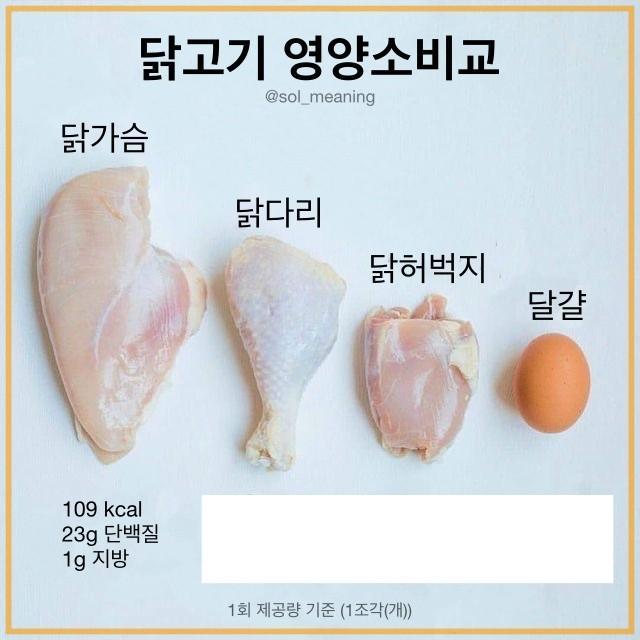 닭고기 영양소비교
@sol_meaning
닭가슴
닭다리
닭허벅지
달걀
109 kcal
23g 단백질
1g 지방
1회 제공량 기준 (1조각(개))